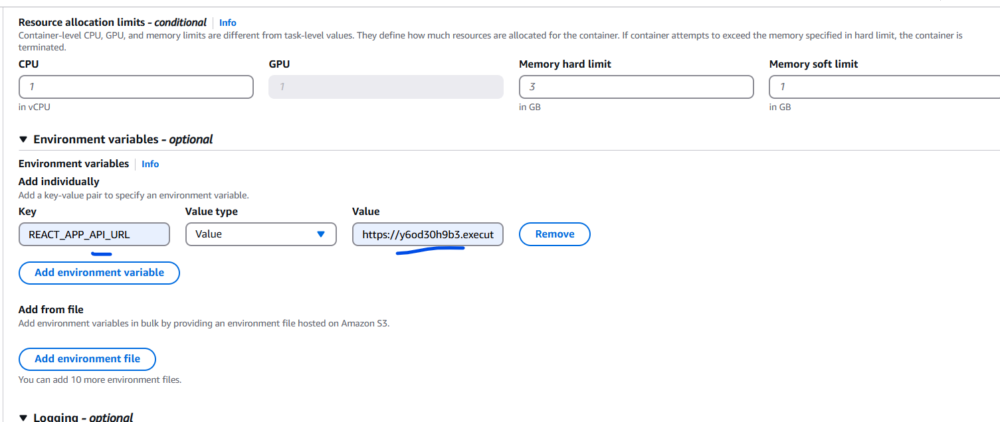 Resource allocation limits - conditional Info
Container-level CPU, GPU, and memory limits are different from task-level values. They define how much resources are allocated for the container. If container attempts to exceed the memory specified in hard limit, the container is
terminated.
CPU GPU Memory hard limit Memory soft limit
1 1 3 1
in vCPU in GB in GB
Environment variables - optional
Environment variables Info
Add individually
Add a key-value pair to specify an environment variable.
Key Value type Value
REACT_APP_API_URL Value https://y6od30h9b3.execut Remove
Add environment variable
Add from file
Add environment variables in bulk by providing an environment file hosted on Amazon S3.
Add environment file
You can add 10 more environment files.
Logging - optional